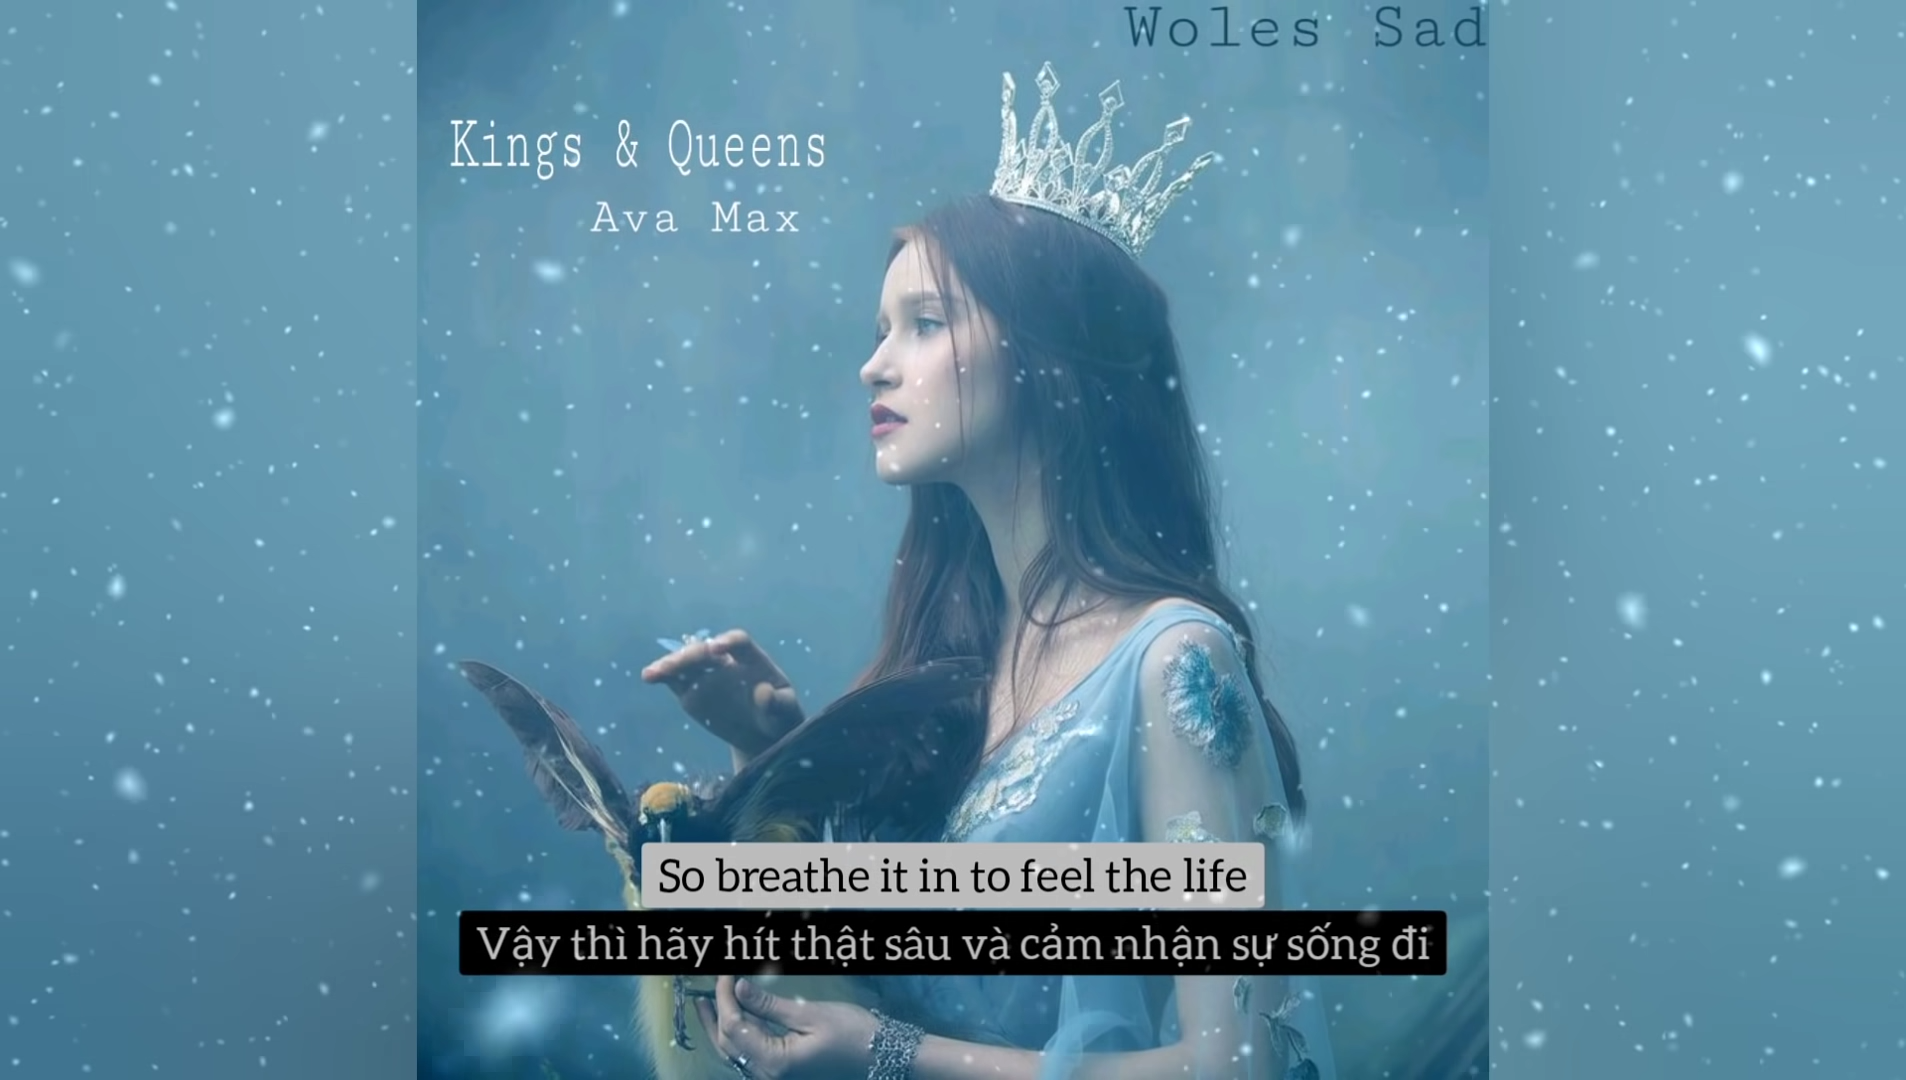 Woles Sad
Kings & Queens
Ava Max
So breathe it in to feel the life
Vậy thì hãy hít thật sâu và cảm nhận sự sống đi